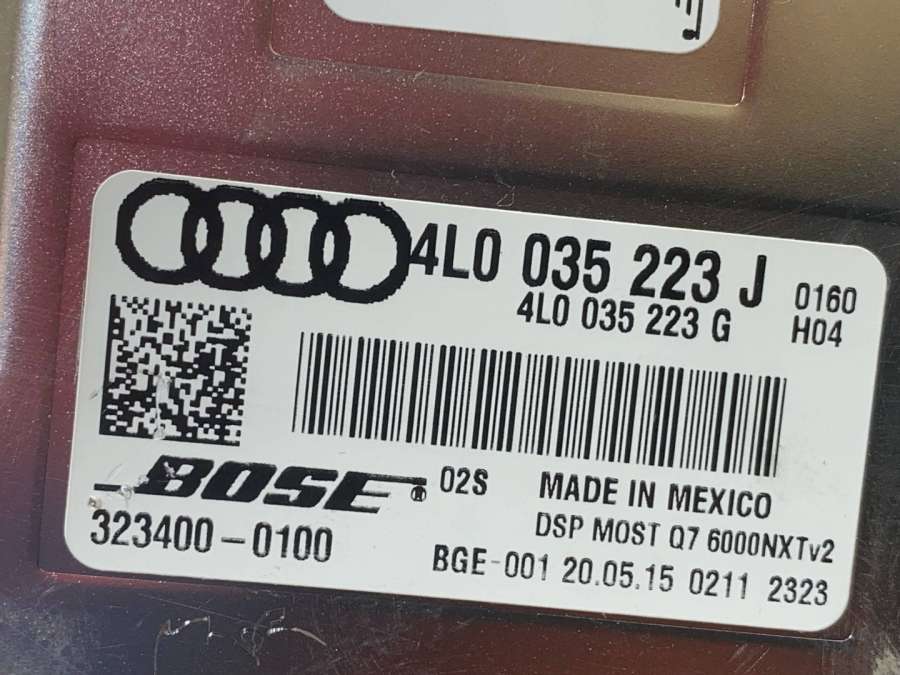 4L0 035 223 J
4L0 035 223 G
0160
H04
BOSE®
02S
MADE IN MEXICO
323400-0100
DSP MOST Q7 6000NXTv2
BGE-001 20.05.15 0211 2323